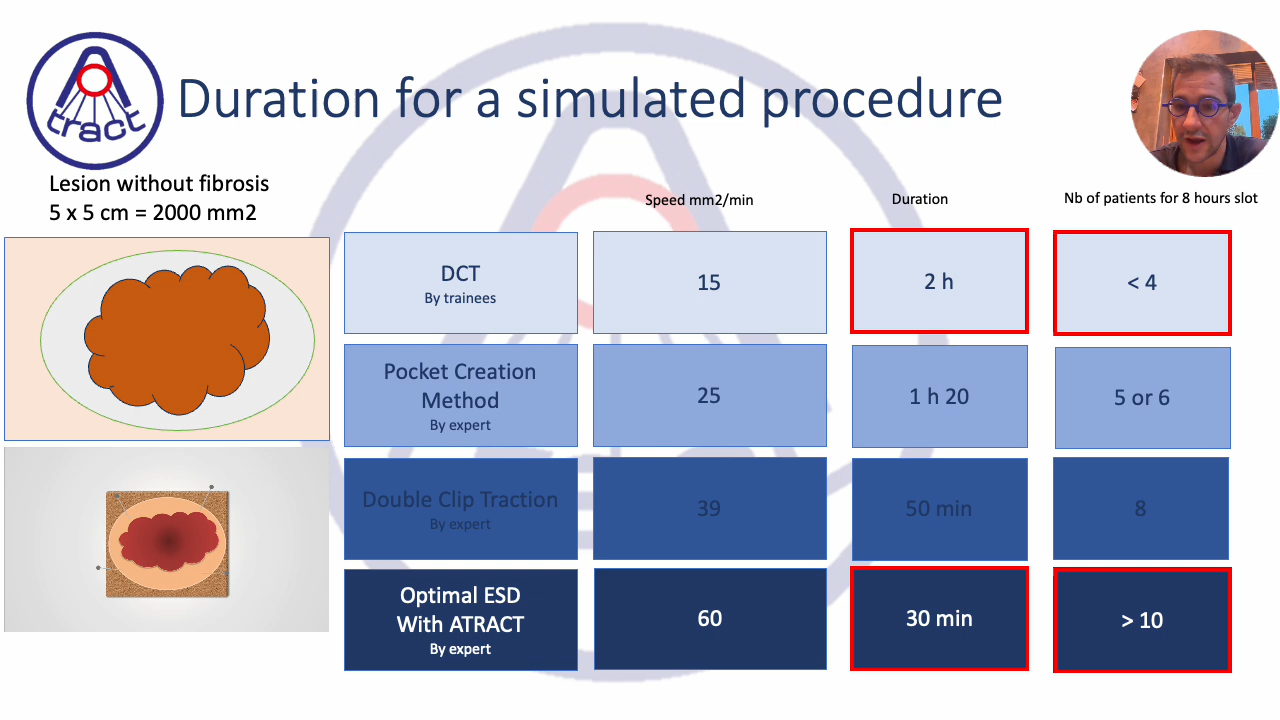 tract
Duration for a simulated procedure
Lesion without fibrosis
5 x 5 cm = 2000 mm2
Speed mm2/min
Duration
Nb of patients for 8 hours slot
DCT
By trainees
15
2 h
< 4
Pocket Creation
Method
By expert
25
1 h 20
5 or 6
Double Clip Traction
By expert
39
50 min
8
Optimal ESD
With ATRACT
By expert
60
30 min
> 10